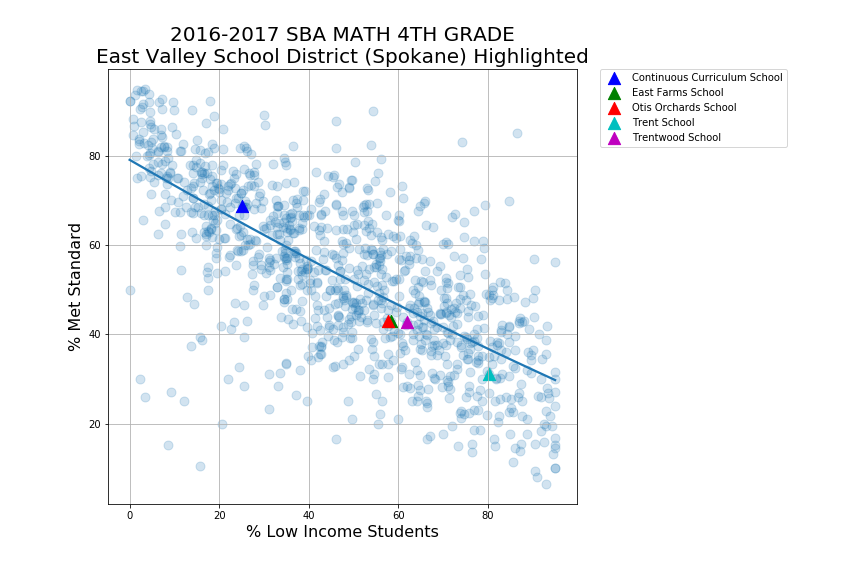 2016-2017 SBA MATH 4TH GRADE
East Valley School District (Spokane) Highlighted
Continuous Curriculum School
East Farms School
Otis Orchards School
Trent School
Trentwood School
% Met Standard
80
60
40
20
0 20 40 60 80
% Low Income Students